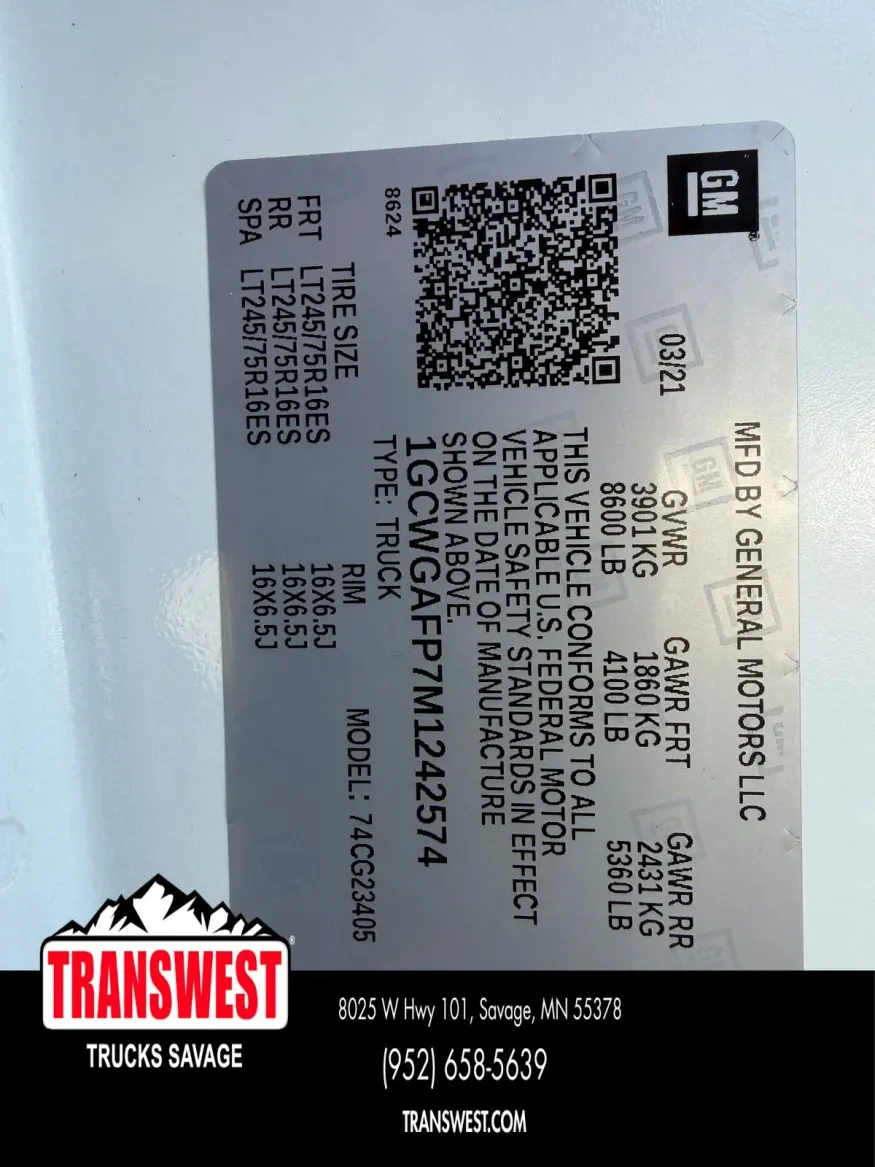 MFD BY GENERAL MOTORS LLC
GM
03/21
GVWR GAWR FRT GAWR RR
3901 KG 1860 KG 2431 KG
8600 LB 4100 LB 5360 LB
THIS VEHICLE CONFORMS TO ALL
APPLICABLE U.S. FEDERAL MOTOR
VEHICLE SAFETY STANDARDS IN EFFECT
ON THE DATE OF MANUFACTURE
SHOWN ABOVE.
1GCWGAFP7M1242574
8624
TYPE: TRUCK
MODEL: 74CG23405
TIRE SIZE RIM
FRT LT245/75R16ES 16X6.5J
RR LT245/75R16ES 16X6.5J
SPA LT245/75R16ES 16X6.5J
TRANSWEST
TRUCKS SAVAGE
8025 W Hwy 101, Savage, MN 55378
(952) 658-5639
TRANSWEST.COM